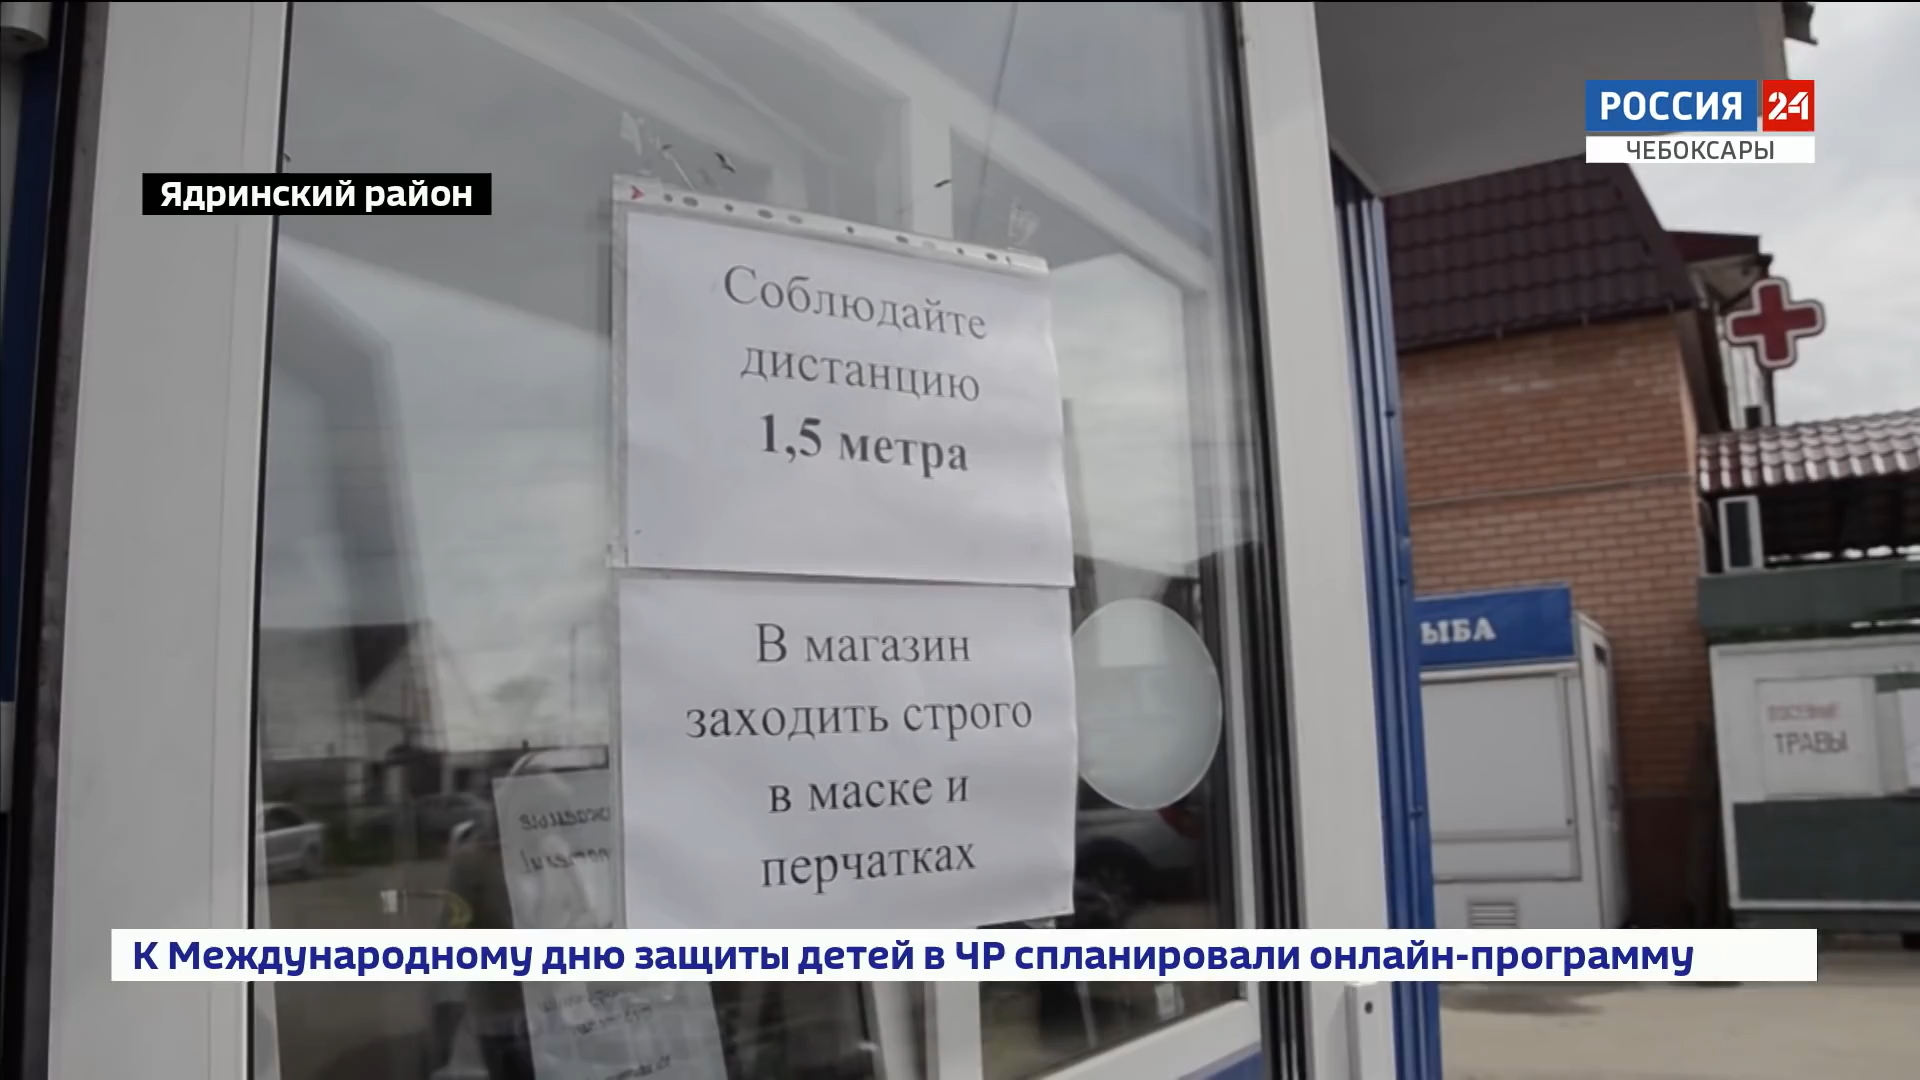 РОССИЯ 24
ЧЕБОКСАРЫ
Ядринский район
Соблюдайте
дистанцию
1,5 метра
В магазин
заходить строго
в маске и
перчатках
ЫБА
ТРАВЫ
К Международному дню защиты детей в ЧР спланировали онлайн-программу